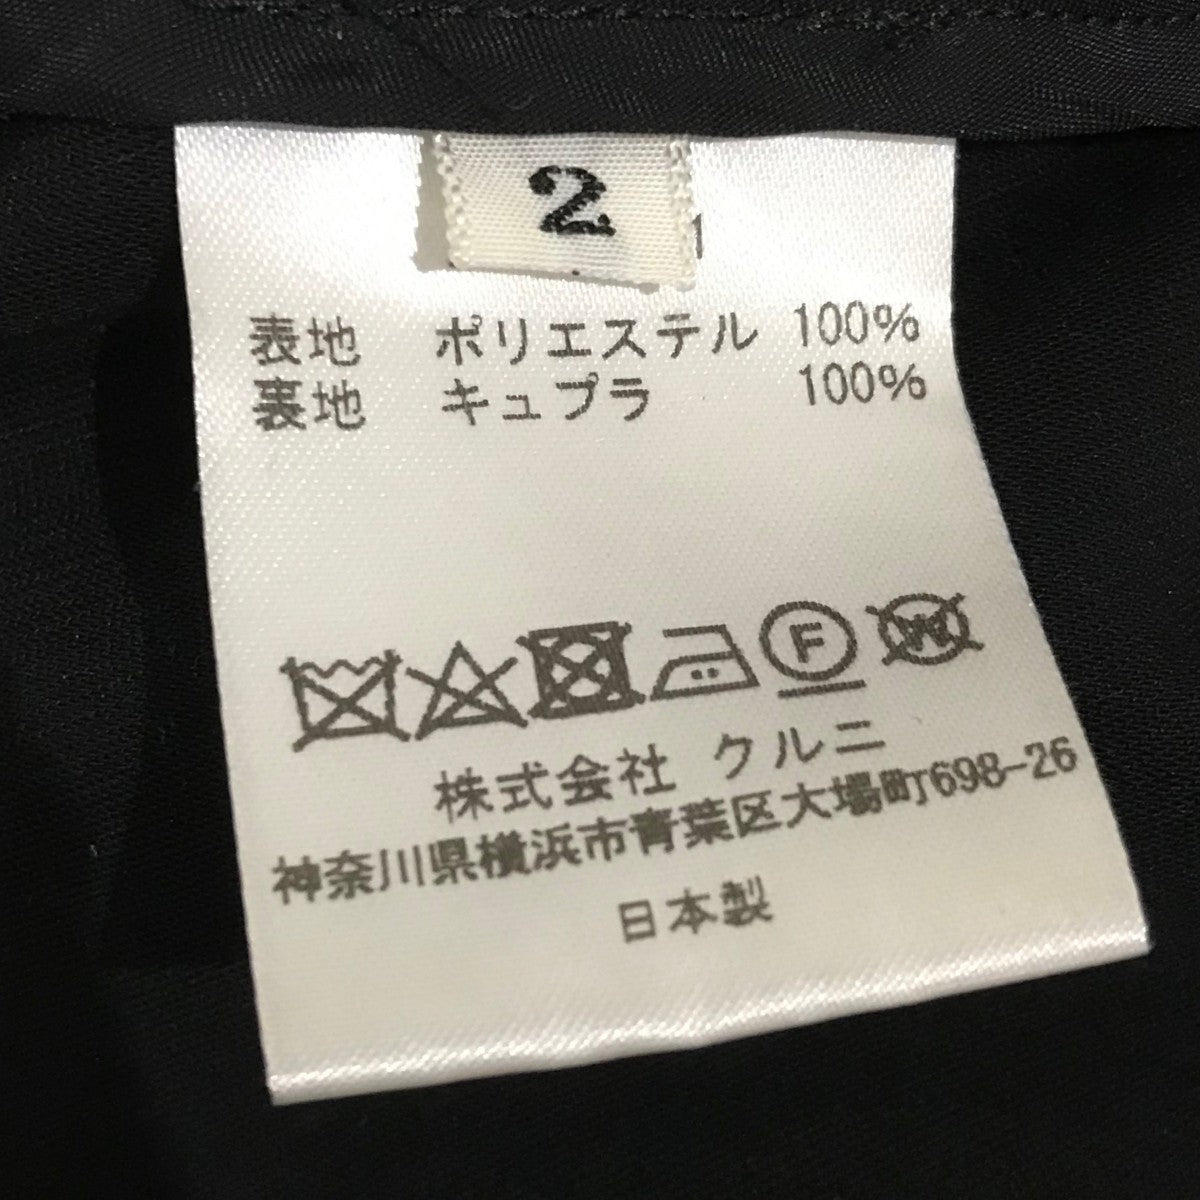 2
表地 ポリエステル 100%
裏地 キュプラ 100%
F
W
株式会社 クルニ
神奈川県横浜市青葉区大場町698-26
日本製